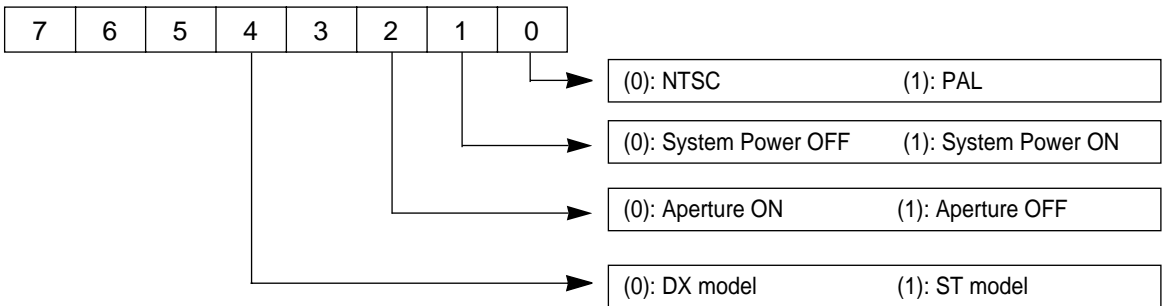 7 6 5 4 3 2 1 0
(0): NTSC (1): PAL
(0): System Power OFF (1): System Power ON
(0): Aperture ON (1): Aperture OFF
(0): DX model (1): ST model